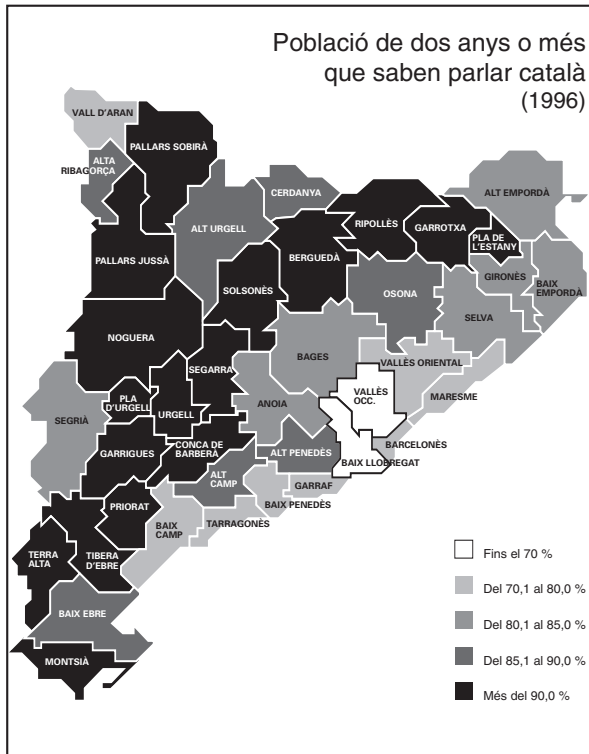 Població de dos anys o més
que saben parlar català
(1996)
VALL D'ARAN
PALLARS SOBIRÀ
ALTA
RIBAGORÇA
CERDANYA
ALT URGELL
ALT EMPORDÀ
RIPOLLÈS
GARROTXA
PLA DE
L'ESTANY
PALLARS JUSSÀ
BERGUEDÀ
SOLSONÈS
OSONA
GIRONÈS
BAIX
EMPORDÀ
SELVA
NOGUERA
BAGES
VALLÈS ORIENTAL
SEGARRA
VALLÈS
OCC.
MARESME
PLA
D'URGELL
URGELL
ANOIA
SEGRIÀ
GARRIGUES
CONCA DE
BARBERÀ
ALT PENEDÈS
BARCELONÈS
BAIX LLOBREGAT
ALT
CAMP
GARRAF
BAIX PENEDÈS
PRIORAT
BAIX
CAMP
TARRAGONÈS
TERRA
ALTA
TIBERA
D'EBRE
BAIX EBRE
MONTSIÀ
Fins el 70 %
Del 70,1 al 80,0 %
Del 80,1 al 85,0 %
Del 85,1 al 90,0 %
Més del 90,0 %